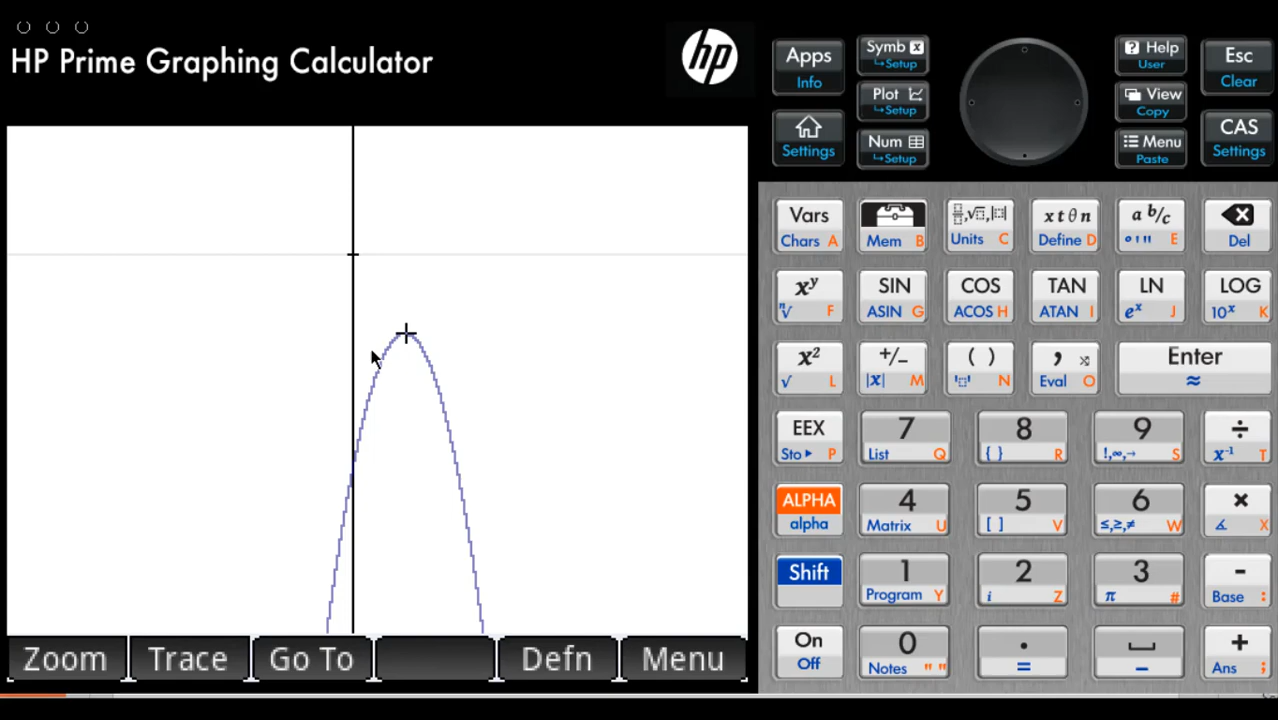 HP Prime Graphing Calculator
hp
Zoom Trace Go To Defn Menu
Apps Symb x Help Esc
Info ↳Setup User Clear
Plot View
↳Setup Copy
Num Menu CAS
Settings ↳Setup Paste Settings
Vars x t θ n a b/c
Chars A Mem B Units C Define D ° ' " E Del
xʸ SIN COS TAN LN LOG
ⁿ√ F ASIN G ACOS H ATAN I eˣ J 10ˣ K
x² +/- ( ) , Enter
√ L |x| M N Eval O ≈
EEX 7 8 9 ÷
Sto ▸ P List Q { } R !,∞,→ S x⁻¹ T
ALPHA 4 5 6 ×
alpha Matrix U [ ] V ≤,≥,≠ W ∡ X
Shift 1 2 3 -
Program Y i Z π # Base :
On 0 . +
Off Notes " " = _ Ans ;